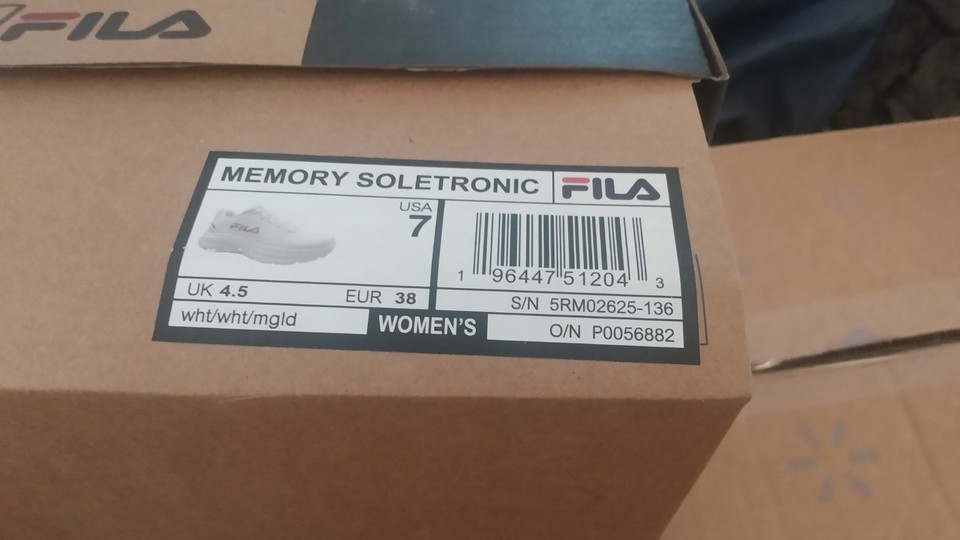 FILA
MEMORY SOLETRONIC FILA
FILA
USA
7
1 96447 51204 3
UK 4.5 EUR 38
S/N 5RM02625-136
wht/wht/mgld WOMEN'S
O/N P0056882